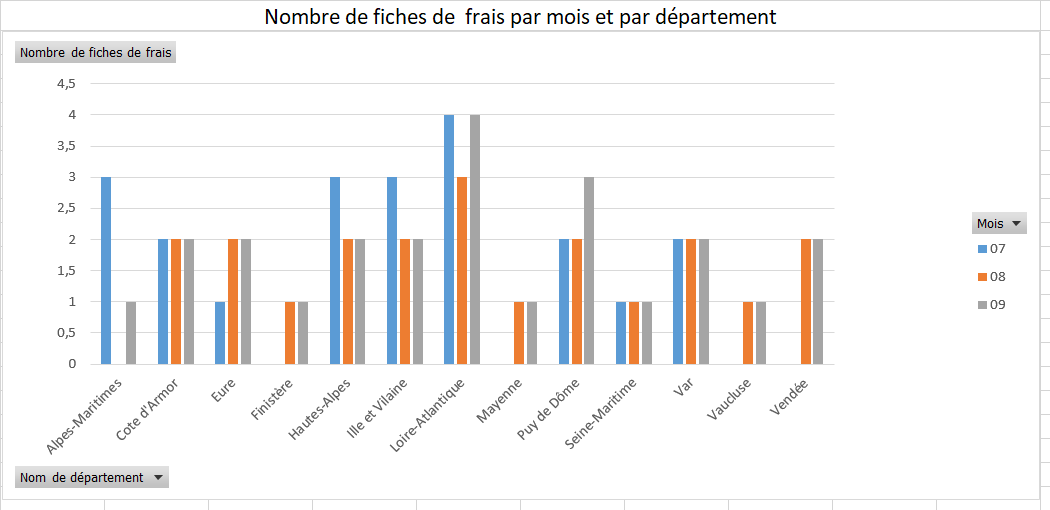 Nombre de fiches de  frais par mois et par département
Nombre de fiches de frais
4,5
4
3,5
3
2,5
2
1,5
1
0,5
0
Alpes-Maritimes
Cote d'Armor
Eure
Finistère
Hautes-Alpes
Ille et Vilaine
Loire-Atlantique
Mayenne
Puy de Dôme
Seine-Maritime
Var
Vaucluse
Vendée
Mois
07
08
09
Nom de département